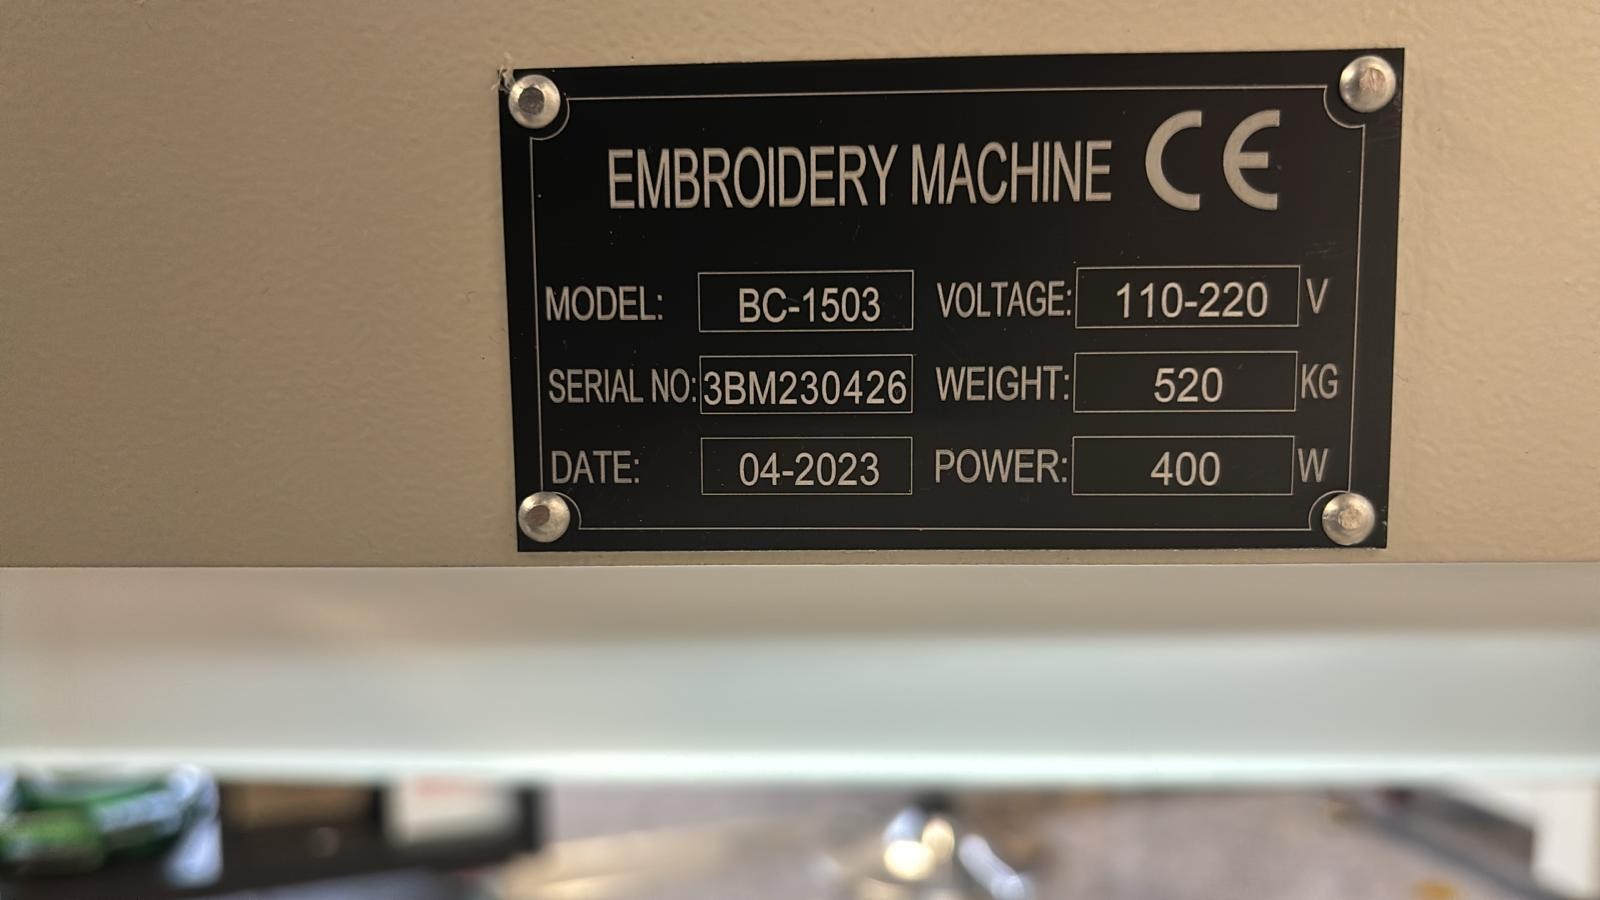 EMBROIDERY MACHINE CE
MODEL: BC-1503 VOLTAGE: 110-220 V
SERIAL NO: 3BM230426 WEIGHT: 520 KG
DATE: 04-2023 POWER: 400 W